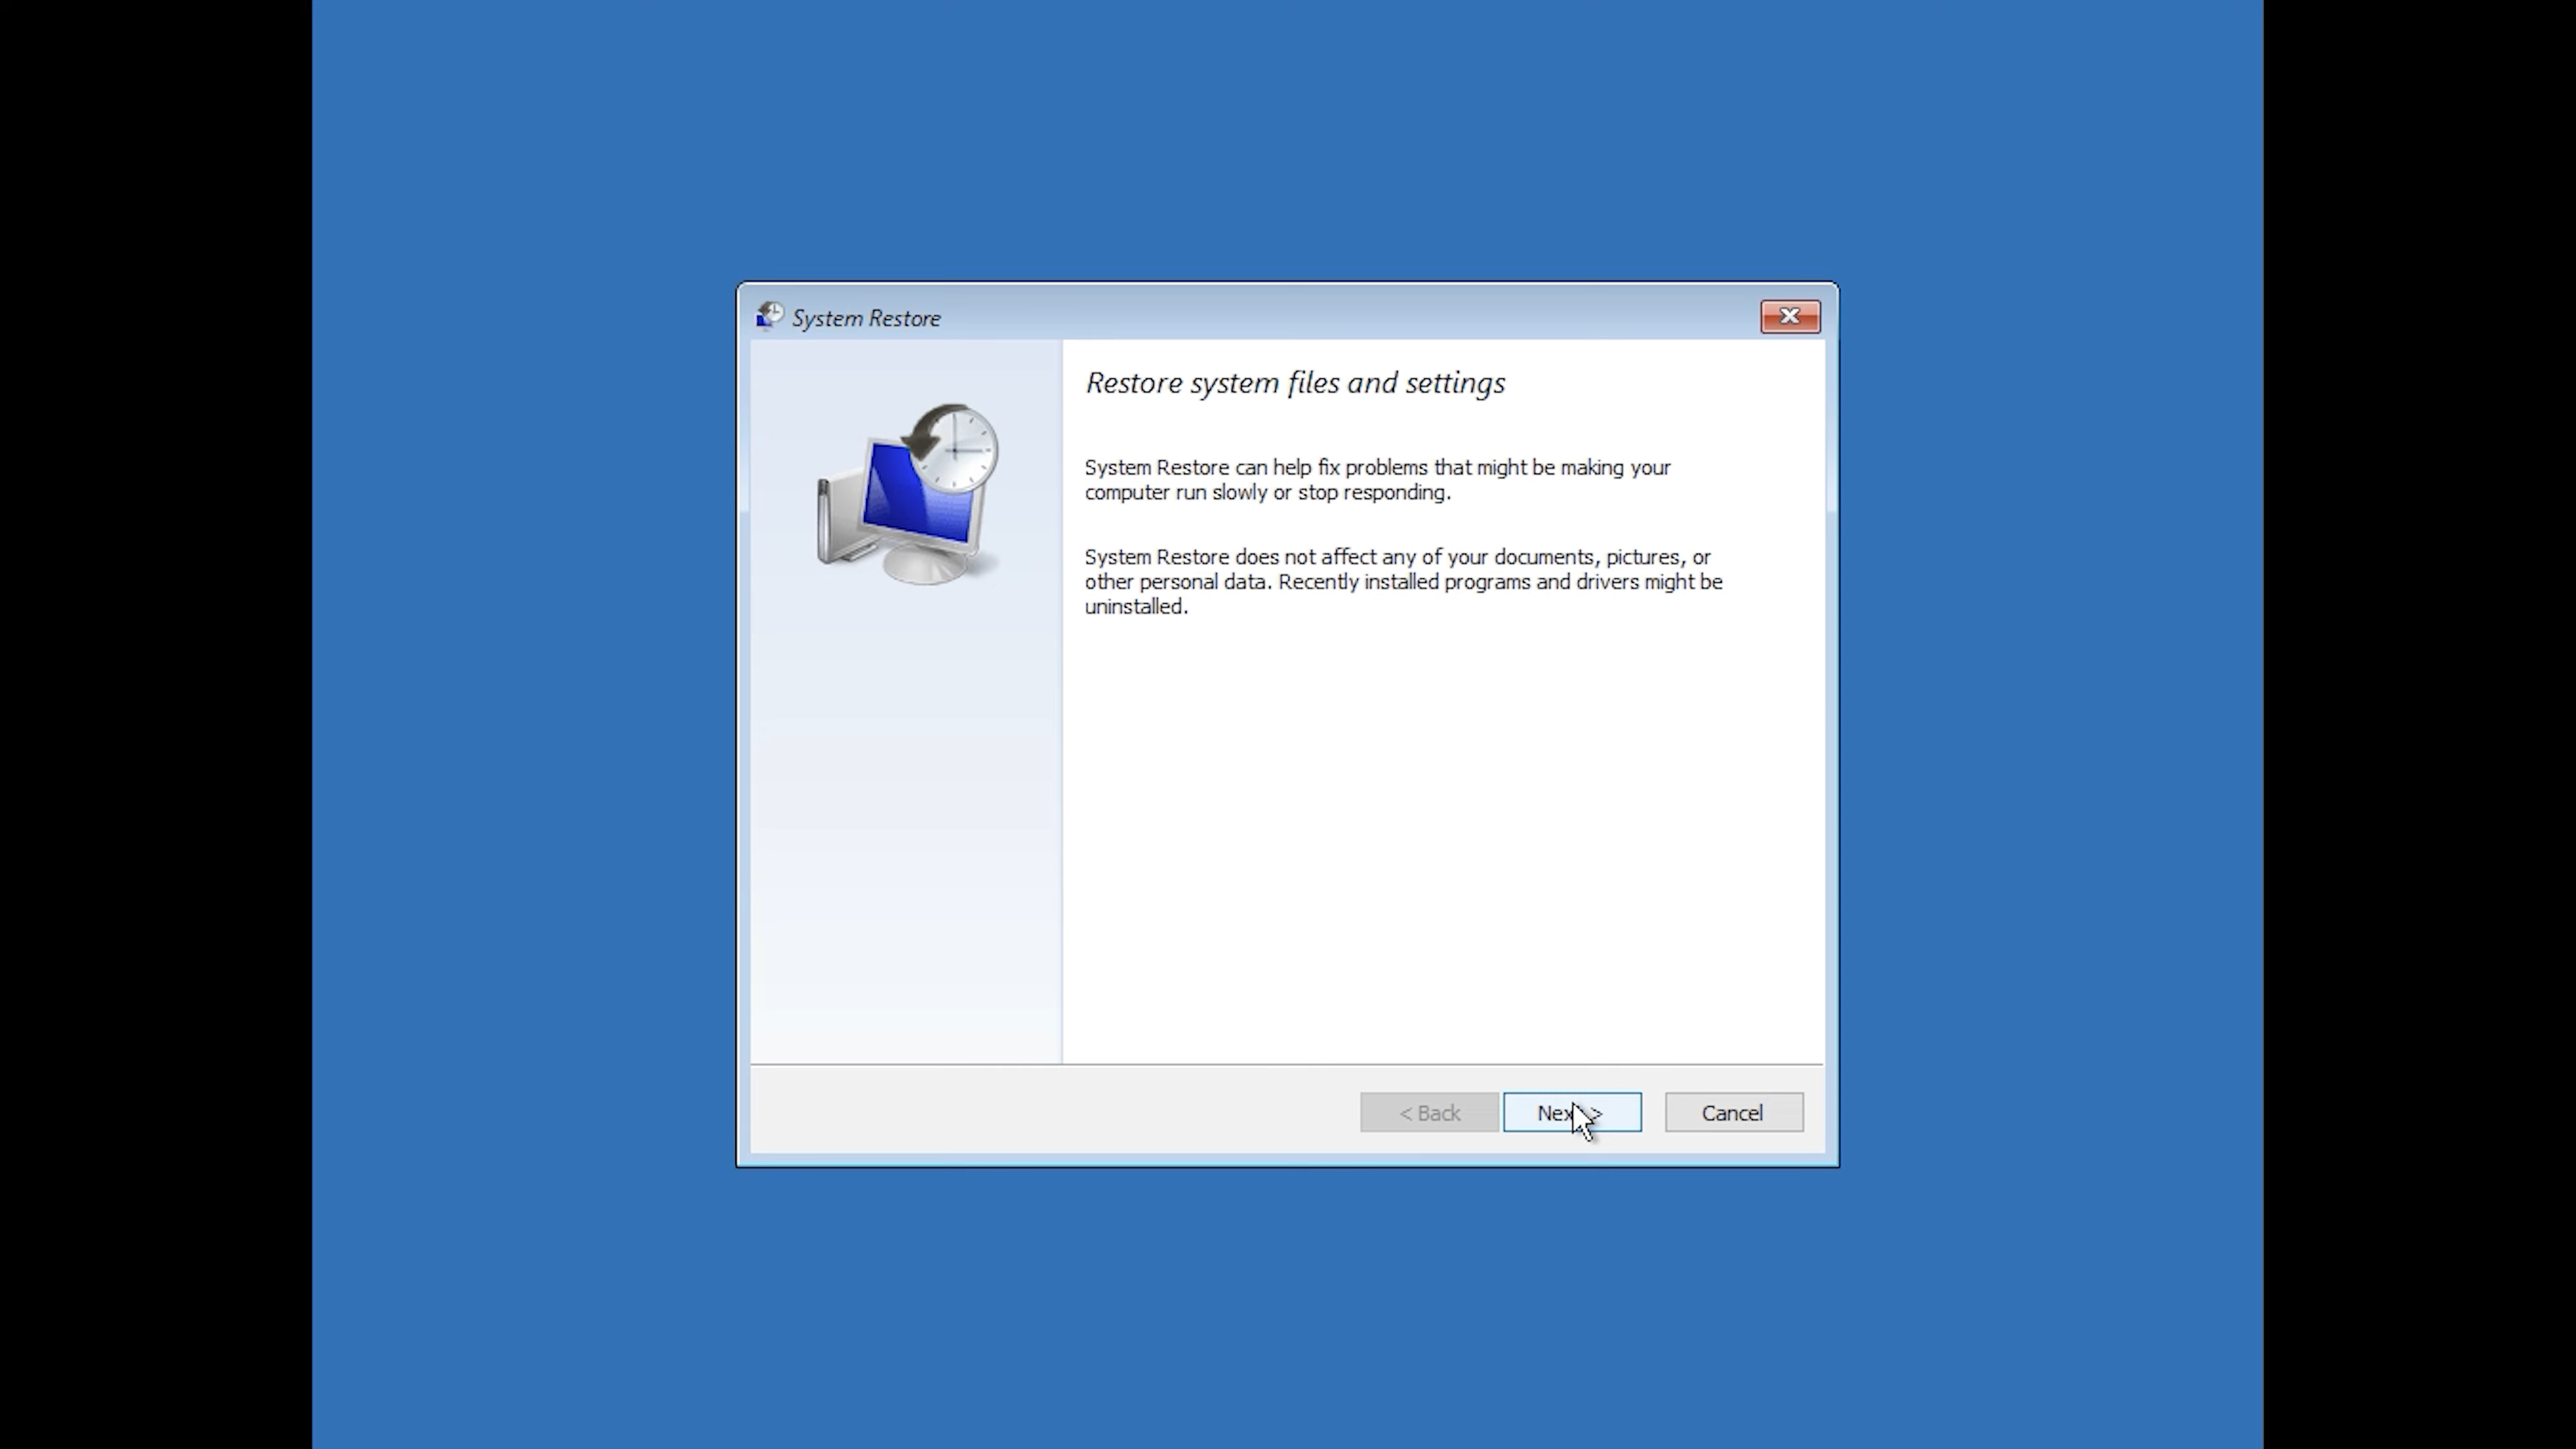 System Restore
Restore system files and settings
System Restore can help fix problems that might be making your
computer run slowly or stop responding.
System Restore does not affect any of your documents, pictures, or
other personal data. Recently installed programs and drivers might be
uninstalled.
< Back
Next >
Cancel